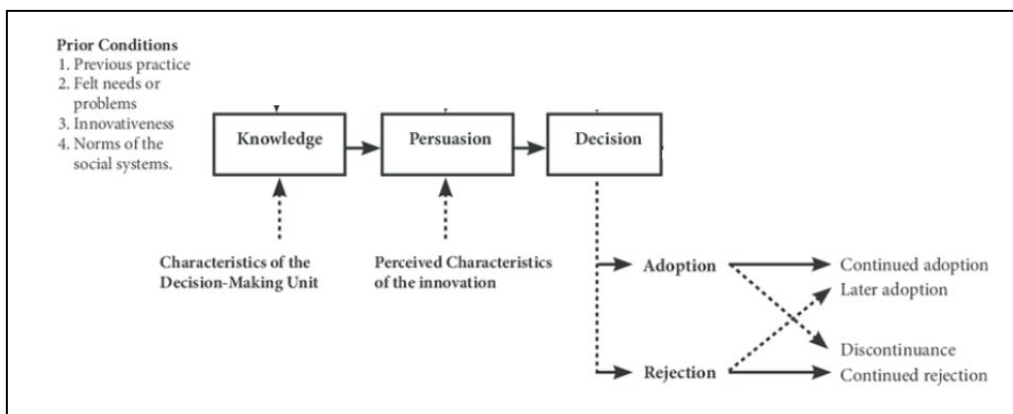 Prior Conditions
1. Previous practice
2. Felt needs or
problems
3. Innovativeness
4. Norms of the
social systems.
Knowledge
Persuasion
Decision
Characteristics of the
Decision-Making Unit
Perceived Characteristics
of the innovation
Adoption
Continued adoption
Later adoption
Discontinuance
Rejection
Continued rejection